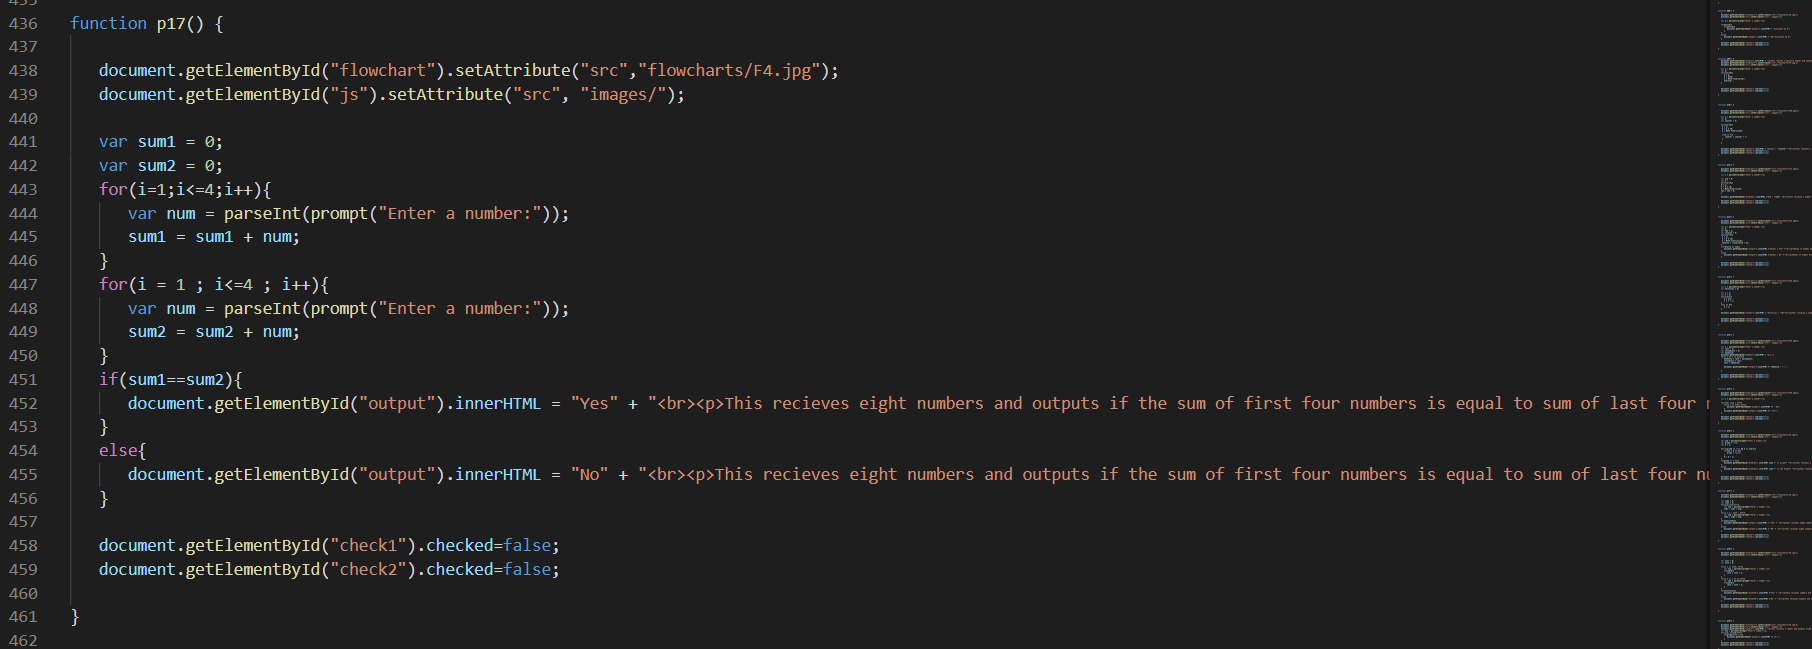 435
436 function p17() {
437
438 document.getElementById("flowchart").setAttribute("src","flowcharts/F4.jpg");
439 document.getElementById("js").setAttribute("src", "images/");
440
441 var sum1 = 0;
442 var sum2 = 0;
443 for(i=1;i<=4;i++){
444 var num = parseInt(prompt("Enter a number:"));
445 sum1 = sum1 + num;
446 }
447 for(i = 1 ; i<=4 ; i++){
448 var num = parseInt(prompt("Enter a number:"));
449 sum2 = sum2 + num;
450 }
451 if(sum1==sum2){
452 document.getElementById("output").innerHTML = "Yes" + "<br><p>This recieves eight numbers and outputs if the sum of first four numbers is equal to sum of last four
453 }
454 else{
455 document.getElementById("output").innerHTML = "No" + "<br><p>This recieves eight numbers and outputs if the sum of first four numbers is equal to sum of last four nu
456 }
457
458 document.getElementById("check1").checked=false;
459 document.getElementById("check2").checked=false;
460
461 }
462